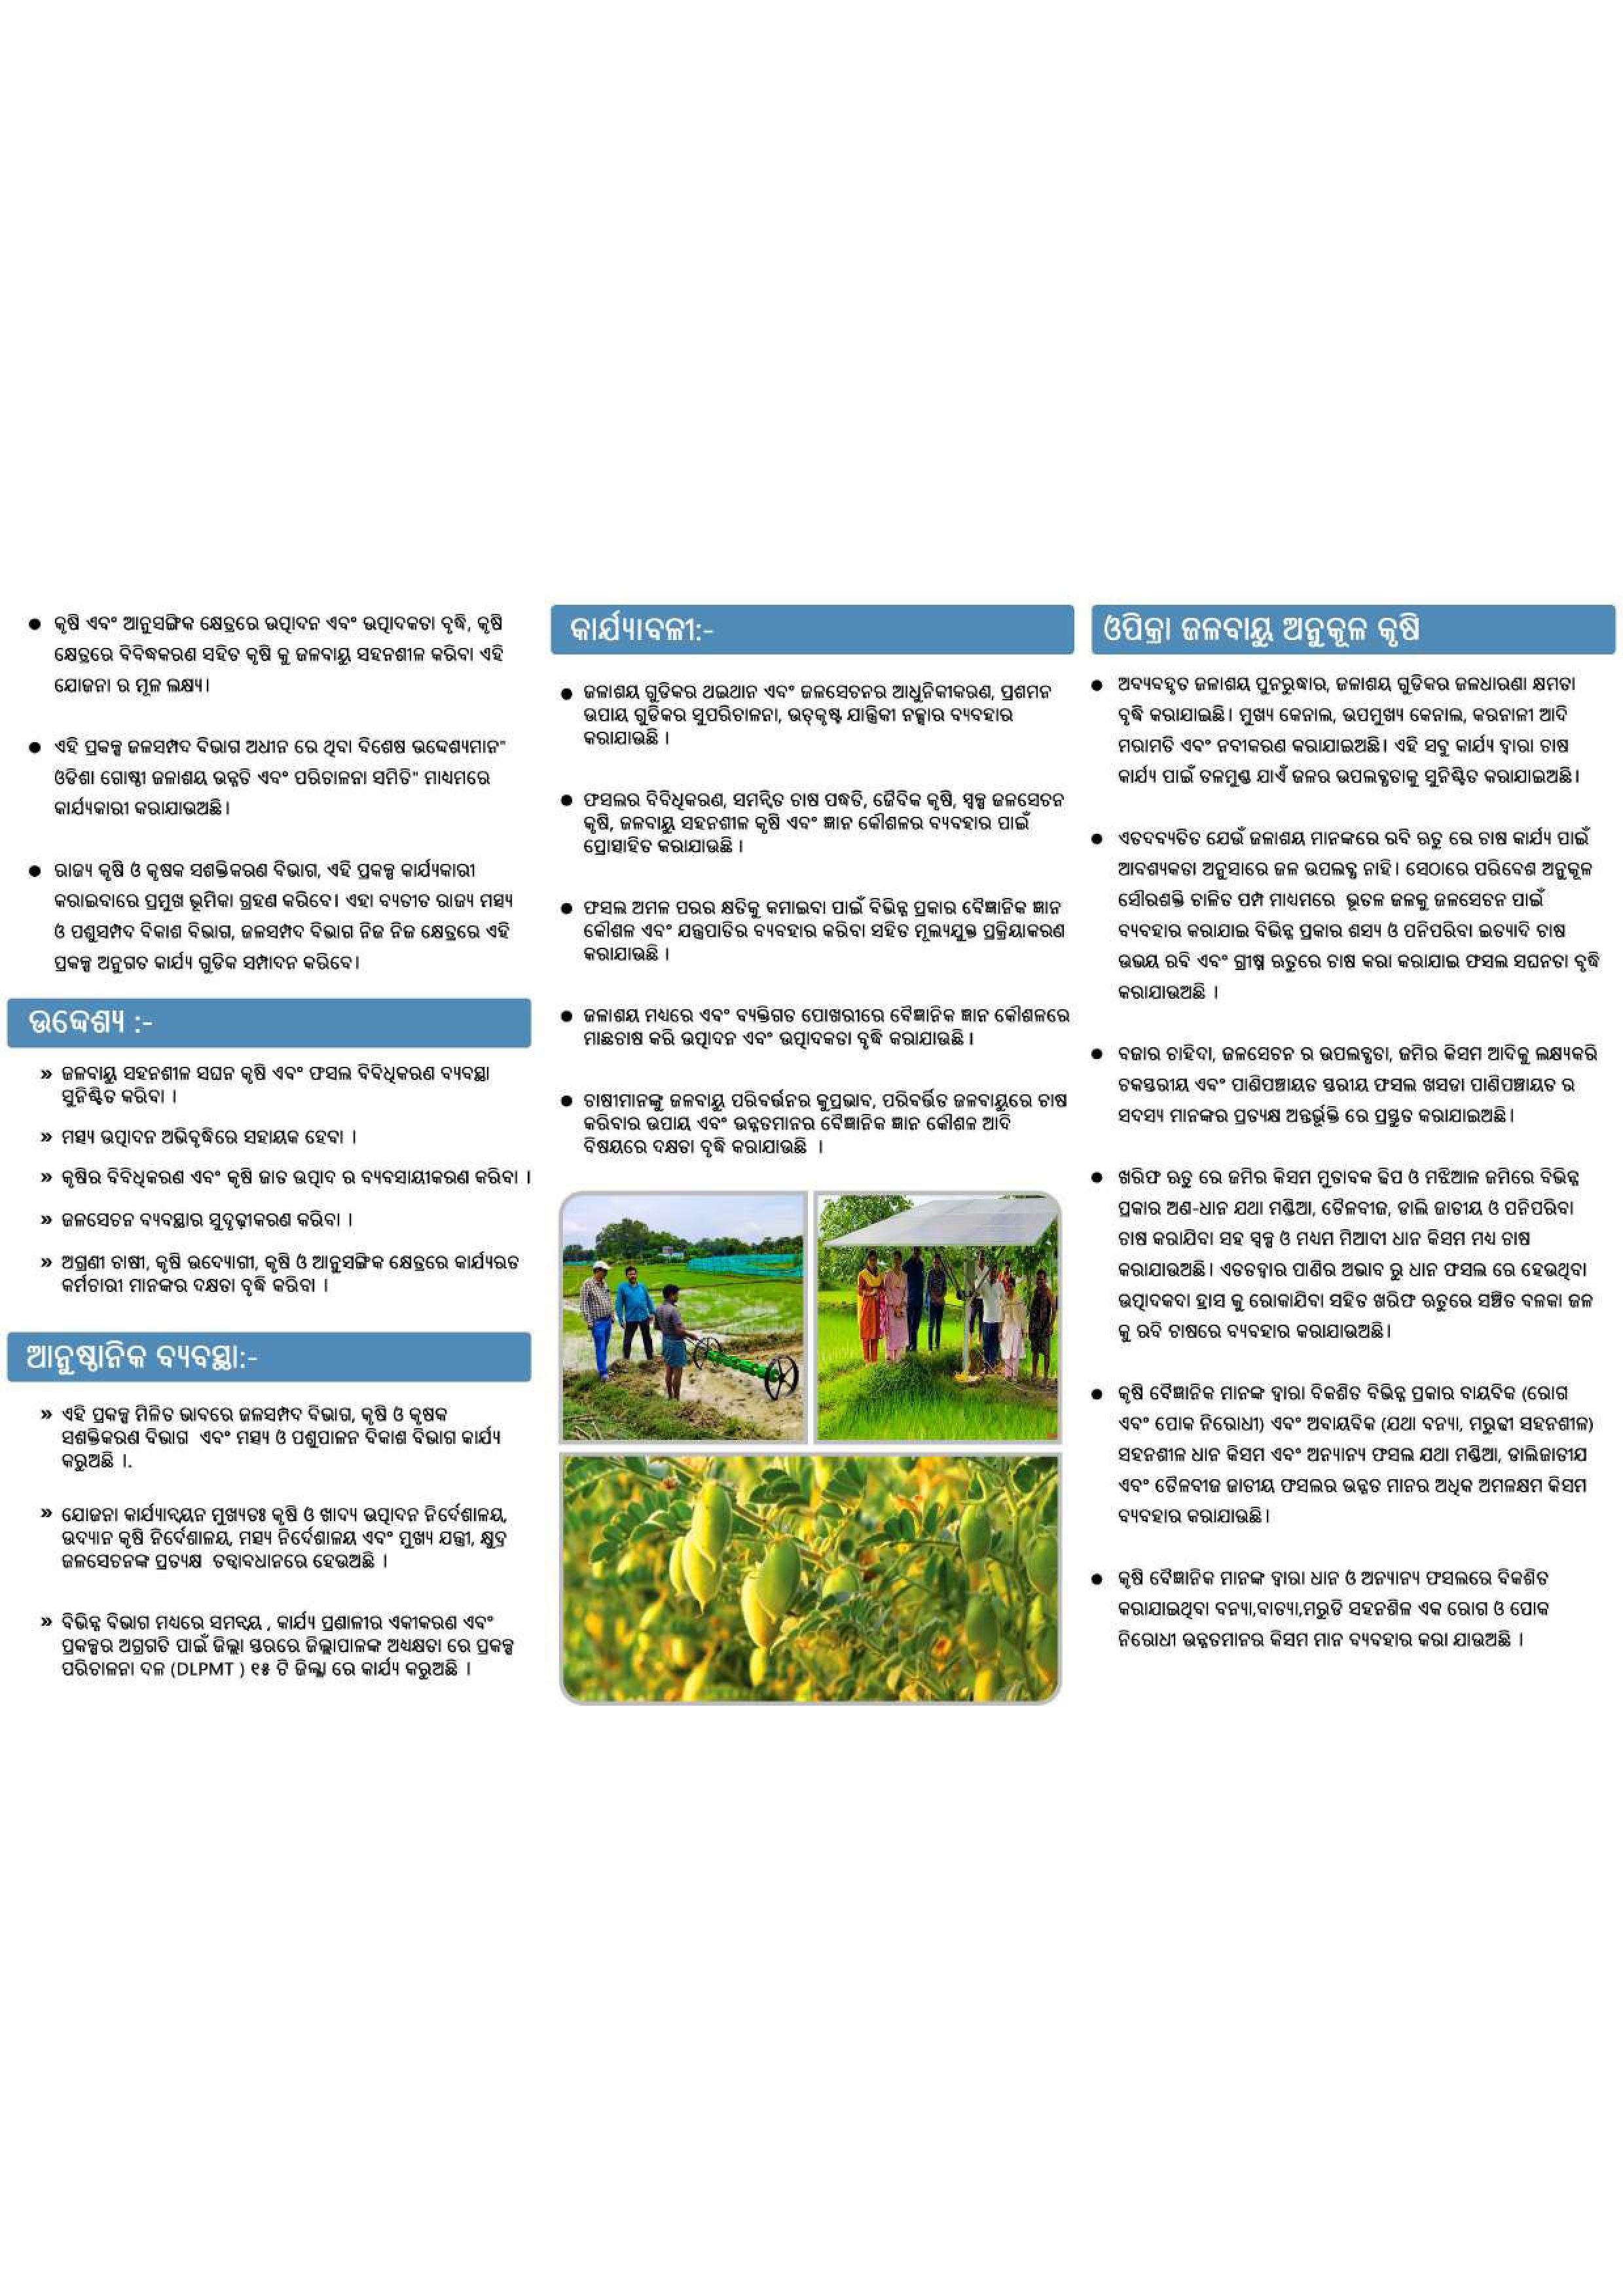 କୃଷି ଏବଂ ଆନୁସଙ୍ଗିକ କ୍ଷେତ୍ରରେ ଉତ୍ପାଦନ ଏବଂ ଉତ୍ପାଦକତା ବୃଦ୍ଧି, କୃଷି
କ୍ଷେତ୍ରରେ ବିବିଦ୍ଧକରଣ ସହିତ କୃଷି କୁ ଜଳବାୟୁ ସହନଶୀଳ କରିବା ଏହି
ଯୋଜନା ର ମୂଳ ଲକ୍ଷ୍ୟ।
ଏହି ପ୍ରକଳ୍ପ ଜଳସମ୍ପଦ ବିଭାଗ ଅଧୀନ ରେ ଥିବା ବିଶେଷ ଉଦ୍ଦେଶ୍ୟମାନ"
ଓଡିଶା ଗୋଷ୍ଠୀ ଜଳାଶୟ ଉନ୍ନତି ଏବଂ ପରିଚାଳନା ସମିତି" ମାଧ୍ୟମରେ
କାର୍ଯ୍ୟକାରୀ କରାଯାଉଅଛି।
ରାଜ୍ୟ କୃଷି ଓ କୃଷକ ସଶକ୍ତିକରଣ ବିଭାଗ, ଏହି ପ୍ରକଳ୍ପ କାର୍ଯ୍ୟକାରୀ
କରାଇବାରେ ପ୍ରମୁଖ ଭୂମିକା ଗ୍ରହଣ କରିବେ। ଏହା ବ୍ୟତୀତ ରାଜ୍ୟ ମତ୍ସ୍ୟ
ଓ ପଶୁସମ୍ପଦ ବିକାଶ ବିଭାଗ, ଜଳସମ୍ପଦ ବିଭାଗ ନିଜ ନିଜ କ୍ଷେତ୍ରରେ ଏହି
ପ୍ରକଳ୍ପ ଅନୁଗତ କାର୍ଯ୍ୟ ଗୁଡିକ ସମ୍ପାଦନ କରିବେ।
ଉଦ୍ଦେଶ୍ୟ :-
» ଜଳବାୟୁ ସହନଶୀଳ ସଘନ କୃଷି ଏବଂ ଫସଲ ବିବିଧିକରଣ ବ୍ୟବସ୍ଥା
ସୁନିଶ୍ଚିତ କରିବା ।
» ମତ୍ସ୍ୟ ଉତ୍ପାଦନ ଅଭିବୃଦ୍ଧିରେ ସହାୟକ ହେବା ।
» କୃଷିର ବିବିଧିକରଣ ଏବଂ କୃଷି ଜାତ ଉତ୍ପାଦ ର ବ୍ୟବସାୟୀକରଣ କରିବା ।
» ଜଳସେଚନ ବ୍ୟବସ୍ଥାର ସୁଦୃଢ଼ୀକରଣ କରିବା ।
» ଅଗ୍ରଣୀ ଚାଷୀ, କୃଷି ଉଦ୍ୟୋଗୀ, କୃଷି ଓ ଆନୁସଙ୍ଗିକ କ୍ଷେତ୍ରରେ କାର୍ଯ୍ୟରତ
କର୍ମଚାରୀ ମାନଙ୍କର ଦକ୍ଷତା ବୃଦ୍ଧି କରିବା ।
ଆନୁଷ୍ଠାନିକ ବ୍ୟବସ୍ଥା:-
» ଏହି ପ୍ରକଳ୍ପ ମିଳିତ ଭାବରେ ଜଳସମ୍ପଦ ବିଭାଗ, କୃଷି ଓ କୃଷକ
ସଶକ୍ତିକରଣ ବିଭାଗ ଏବଂ ମତ୍ସ୍ୟ ଓ ପଶୁପାଳନ ବିକାଶ ବିଭାଗ କାର୍ଯ୍ୟ
କରୁଅଛି ।.
» ଯୋଜନା କାର୍ଯ୍ୟାନ୍ୱୟନ ମୁଖ୍ୟତଃ କୃଷି ଓ ଖାଦ୍ୟ ଉତ୍ପାଦନ ନିର୍ଦେଶାଳୟ,
ଉଦ୍ୟାନ କୃଷି ନିର୍ଦେଶାଳୟ, ମତ୍ସ୍ୟ ନିର୍ଦେଶାଳୟ ଏବଂ ମୁଖ୍ୟ ଯନ୍ତ୍ରୀ, କ୍ଷୁଦ୍ର
ଜଳସେଚନଙ୍କ ପ୍ରତ୍ୟକ୍ଷ ତତ୍ତ୍ୱାବଧାନରେ ହେଉଅଛି ।
» ବିଭିନ୍ନ ବିଭାଗ ମଧ୍ୟରେ ସମନ୍ୱୟ , କାର୍ଯ୍ୟ ପ୍ରଣାଳୀର ଏକୀକରଣ ଏବଂ
ପ୍ରକଳ୍ପର ଅଗ୍ରଗତି ପାଇଁ ଜିଲ୍ଲା ସ୍ତରରେ ଜିଲ୍ଲାପାଳଙ୍କ ଅଧ୍ୟକ୍ଷତା ରେ ପ୍ରକଳ୍ପ
ପରିଚାଳନା ଦଳ (DLPMT ) ୧୫ ଟି ଜିଲ୍ଲା ରେ କାର୍ଯ୍ୟ କରୁଅଛି ।
କାର୍ଯ୍ୟାବଳୀ:-
ଜଳାଶୟ ଗୁଡିକର ଥଇଥାନ ଏବଂ ଜଳସେଚନର ଆଧୁନିକୀକରଣ, ପ୍ରଶମନ
ଉପାୟ ଗୁଡିକର ସୁପରିଚାଳନା, ଉତ୍କୃଷ୍ଟ ଯାନ୍ତ୍ରିକୀ ନକ୍ସାର ବ୍ୟବହାର
କରାଯାଉଛି ।
ଫସଲର ବିବିଧିକରଣ, ସମନ୍ୱିତ ଚାଷ ପଦ୍ଧତି, ଜୈବିକ କୃଷି, ସ୍ୱଳ୍ପ ଜଳସେଚନ
କୃଷି, ଜଳବାୟୁ ସହନଶୀଳ କୃଷି ଏବଂ ଜ୍ଞାନ କୌଶଳର ବ୍ୟବହାର ପାଇଁ
ପ୍ରୋତ୍ସାହିତ କରାଯାଉଛି ।
ଫସଲ ଅମଳ ପରର କ୍ଷତିକୁ କମାଇବା ପାଇଁ ବିଭିନ୍ନ ପ୍ରକାର ବୈଜ୍ଞାନିକ ଜ୍ଞାନ
କୌଶଳ ଏବଂ ଯନ୍ତ୍ରପାତିର ବ୍ୟବହାର କରିବା ସହିତ ମୂଲ୍ୟଯୁକ୍ତ ପ୍ରକ୍ରିୟାକରଣ
କରାଯାଉଛି ।
ଜଳାଶୟ ମଧ୍ୟରେ ଏବଂ ବ୍ୟକ୍ତିଗତ ପୋଖରୀରେ ବୈଜ୍ଞାନିକ ଜ୍ଞାନ କୌଶଳରେ
ମାଛଚାଷ କରି ଉତ୍ପାଦନ ଏବଂ ଉତ୍ପାଦକତା ବୃଦ୍ଧି କରାଯାଉଛି ।
ଚାଷୀମାନଙ୍କୁ ଜଳବାୟୁ ପରିବର୍ତ୍ତନର କୁପ୍ରଭାବ, ପରିବର୍ତ୍ତିତ ଜଳବାୟୁରେ ଚାଷ
କରିବାର ଉପାୟ ଏବଂ ଉନ୍ନତମାନର ବୈଜ୍ଞାନିକ ଜ୍ଞାନ କୌଶଳ ଆଦି
ବିଷୟରେ ଦକ୍ଷତା ବୃଦ୍ଧି କରାଯାଉଛି ।
ଓପିକ୍ରା ଜଳବାୟୁ ଅନୁକୂଳ କୃଷି
ଅବ୍ୟବହୃତ ଜଳାଶୟ ପୁନରୁଦ୍ଧାର, ଜଳାଶୟ ଗୁଡିକର ଜଳଧାରଣା କ୍ଷମତା
ବୃଦ୍ଧି କରାଯାଇଛି। ମୁଖ୍ୟ କେନାଲ, ଉପମୁଖ୍ୟ କେନାଲ, କରନାଳୀ ଆଦି
ମରାମତି ଏବଂ ନବୀକରଣ କରାଯାଇଅଛି। ଏହି ସବୁ କାର୍ଯ୍ୟ ଦ୍ୱାରା ଚାଷ
କାର୍ଯ୍ୟ ପାଇଁ ତଳମୁଣ୍ଡ ଯାଏଁ ଜଳର ଉପଲବ୍ଧତାକୁ ସୁନିଶ୍ଚିତ କରାଯାଇଅଛି।
ଏତଦବ୍ୟତିତ ଯେଉଁ ଜଳାଶୟ ମାନଙ୍କରେ ରବି ଋତୁ ରେ ଚାଷ କାର୍ଯ୍ୟ ପାଇଁ
ଆବଶ୍ୟକତା ଅନୁସାରେ ଜଳ ଉପଲବ୍ଧ ନାହି। ସେଠାରେ ପରିବେଶ ଅନୁକୂଳ
ସୌରଶକ୍ତି ଚାଳିତ ପମ୍ପ ମାଧ୍ୟମରେ ଭୂତଳ ଜଳକୁ ଜଳସେଚନ ପାଇଁ
ବ୍ୟବହାର କରାଯାଇ ବିଭିନ୍ନ ପ୍ରକାର ଶସ୍ୟ ଓ ପନିପରିବା ଇତ୍ୟାଦି ଚାଷ
ଉଭୟ ରବି ଏବଂ ଗ୍ରୀଷ୍ମ ଋତୁରେ ଚାଷ କରା କରାଯାଇ ଫସଲ ସଘନତା ବୃଦ୍ଧି
କରାଯାଉଅଛି ।
ବଜାର ଚାହିଦା, ଜଳସେଚନ ର ଉପଲବ୍ଧତା, ଜମିର କିସମ ଆଦିକୁ ଲକ୍ଷ୍ୟକରି
ଚକସ୍ତରୀୟ ଏବଂ ପାଣିପଞ୍ଚାୟତ ସ୍ତରୀୟ ଫସଲ ଖସଡା ପାଣିପଞ୍ଚାୟତ ର
ସଦସ୍ୟ ମାନଙ୍କର ପ୍ରତ୍ୟକ୍ଷ ଅନ୍ତର୍ଭୁକ୍ତି ରେ ପ୍ରସ୍ତୁତ କରାଯାଇଅଛି।
ଖରିଫ ଋତୁ ରେ ଜମିର କିସମ ମୁତାବକ ଢିପ ଓ ମଝିଆଳ ଜମିରେ ବିଭିନ୍ନ
ପ୍ରକାର ଅଣ-ଧାନ ଯଥା ମଣ୍ଡିଆ, ତୈଳବୀଜ, ଡାଲି ଜାତୀୟ ଓ ପନିପରିବା
ଚାଷ କରାଯିବା ସହ ସ୍ୱଳ୍ପ ଓ ମଧ୍ୟମ ମିଆଦୀ ଧାନ କିସମ ମଧ୍ୟ ଚାଷ
କରାଯାଉଅଛି। ଏତତଦ୍ୱାର ପାଣିର ଅଭାବ ରୁ ଧାନ ଫସଲ ରେ ହେଉଥିବା
ଉତ୍ପାଦକଦା ହ୍ରାସ କୁ ରୋକାଯିବା ସହିତ ଖରିଫ ଋତୁରେ ସଞ୍ଚିତ ବଳକା ଜଳ
କୁ ରବି ଚାଷରେ ବ୍ୟବହାର କରାଯାଉଅଛି।
କୃଷି ବୈଜ୍ଞାନିକ ମାନଙ୍କ ଦ୍ୱାରା ବିକଶିତ ବିଭିନ୍ନ ପ୍ରକାର ବାୟବିକ (ରୋଗ
ଏବଂ ପୋକ ନିରୋଧୀ) ଏବଂ ଅବାୟବିକ (ଯଥା ବନ୍ୟା, ମରୁଢୀ ସହନଶୀଳ)
ସହନଶୀଳ ଧାନ କିସମ ଏବଂ ଅନ୍ୟାନ୍ୟ ଫସଲ ଯଥା ମଣ୍ଡିଆ, ଡାଲିଜାତୀୟ
ଏବଂ ତୈଳବୀଜ ଜାତୀୟ ଫସଲର ଉନ୍ନତ ମାନର ଅଧିକ ଅମଳକ୍ଷମ କିସମ
ବ୍ୟବହାର କରାଯାଉଛି।
କୃଷି ବୈଜ୍ଞାନିକ ମାନଙ୍କ ଦ୍ୱାରା ଧାନ ଓ ଅନ୍ୟାନ୍ୟ ଫସଲରେ ବିକଶିତ
କରାଯାଇଥିବା ବନ୍ୟା,ବାତ୍ୟା,ମରୁଡି ସହନଶିଳ ଏକ ରୋଗ ଓ ପୋକ
ନିରୋଧୀ ଉନ୍ନତମାନର କିସମ ମାନ ବ୍ୟବହାର କରା ଯାଉଅଛି ।